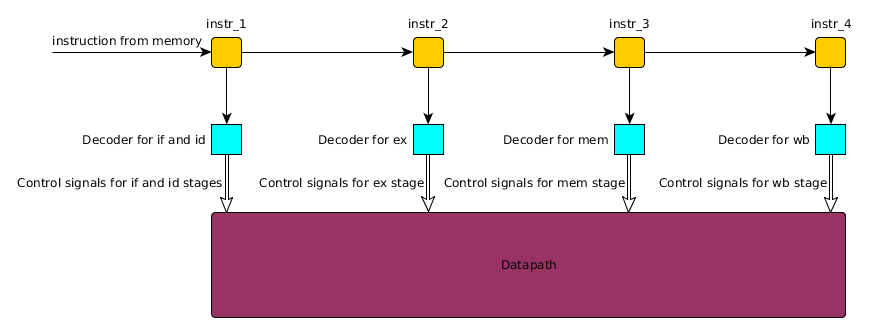 instr_1
instr_2
instr_3
instr_4
instruction from memory
Decoder for if and id
Decoder for ex
Decoder for mem
Decoder for wb
Control signals for if and id stages
Control signals for ex stage
Control signals for mem stage
Control signals for wb stage
Datapath